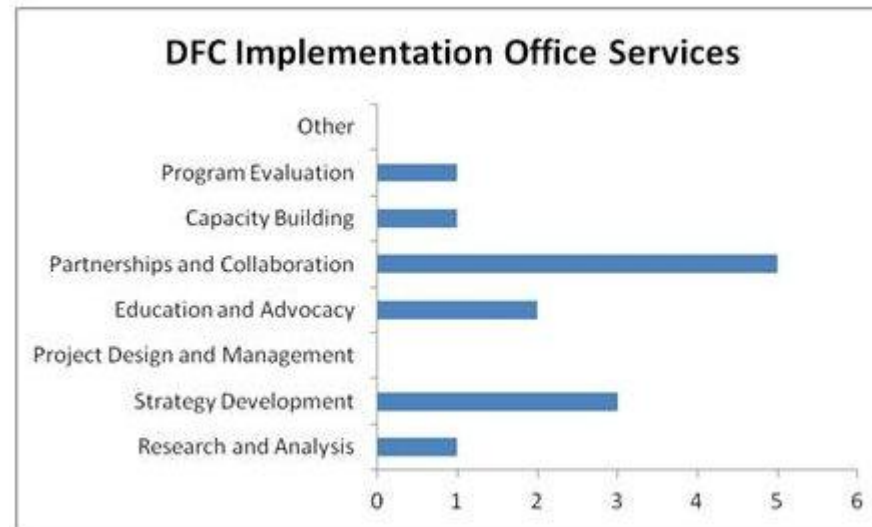 DFC Implementation Office Services
Other
Program Evaluation
Capacity Building
Partnerships and Collaboration
Education and Advocacy
Project Design and Management
Strategy Development
Research and Analysis
0 1 2 3 4 5 6